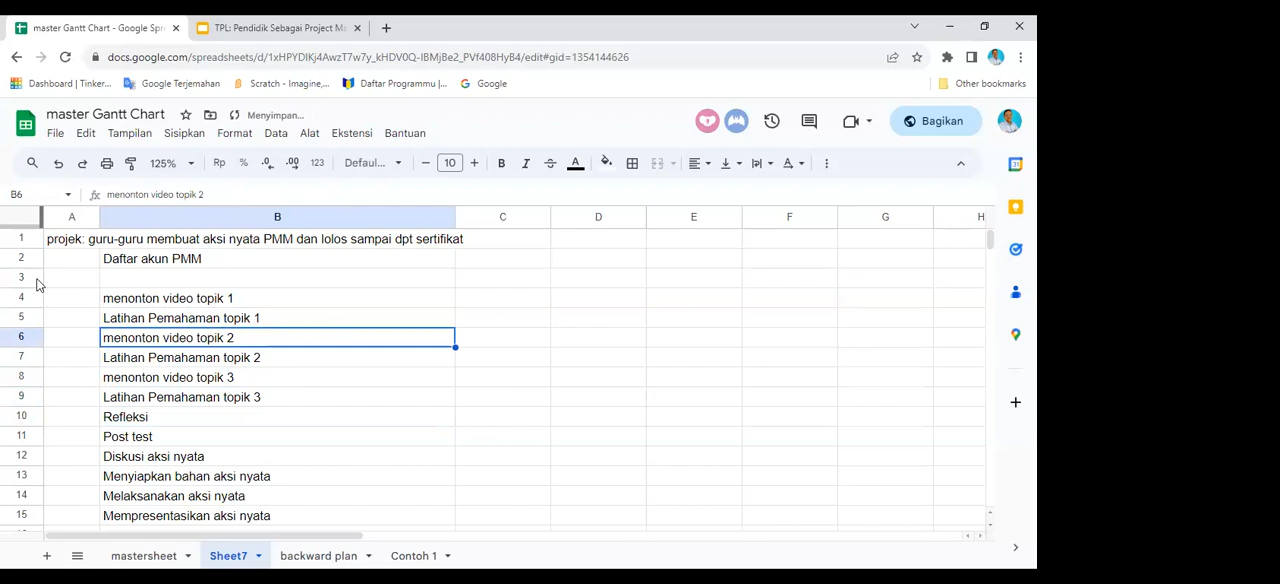 master Gantt Chart - Google Spr
TPL: Pendidik Sebagai Project Ma
docs.google.com/spreadsheets/d/1xHPYDIKj4AwzT7w7y_kHDV0Q-IBMjBe2_PVf408HyB4/edit#gid=1354144626
Dashboard | Tinker...
Google Terjemahan
Scratch - Imagine,...
Daftar Programmu |...
Google
Other bookmarks
master Gantt Chart
Menyimpan...
File Edit Tampilan Sisipkan Format Data Alat Ekstensi Bantuan
Bagikan
125% Rp % .0 .00 123 Defaul... 10 B I A
B6 fx menonton video topik 2
A B C D E F G H
1 projek: guru-guru membuat aksi nyata PMM dan lolos sampai dpt sertifikat
2 Daftar akun PMM
3
4 menonton video topik 1
5 Latihan Pemahaman topik 1
6 menonton video topik 2
7 Latihan Pemahaman topik 2
8 menonton video topik 3
9 Latihan Pemahaman topik 3
10 Refleksi
11 Post test
12 Diskusi aksi nyata
13 Menyiapkan bahan aksi nyata
14 Melaksanakan aksi nyata
15 Mempresentasikan aksi nyata
mastersheet Sheet7 backward plan Contoh 1